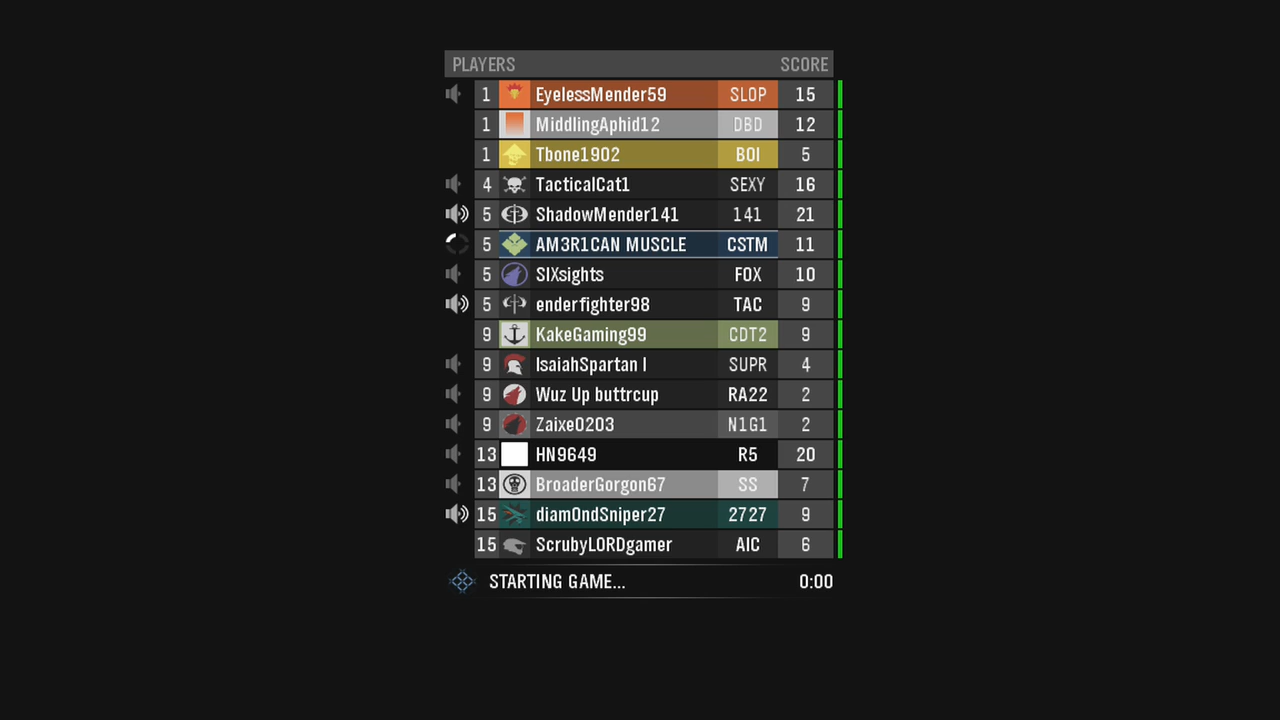 PLAYERS SCORE
1 EyelessMender59 SLOP 15
1 MiddlingAphid12 DBD 12
1 Tbone1902 BOI 5
4 TacticalCat1 SEXY 16
5 ShadowMender141 141 21
5 AM3R1CAN MUSCLE CSTM 11
5 SIXsights FOX 10
5 enderfighter98 TAC 9
9 KakeGaming99 CDT2 9
9 IsaiahSpartan I SUPR 4
9 Wuz Up buttrcup RA22 2
9 Zaixe0203 N1G1 2
13 HN9649 R5 20
13 BroaderGorgon67 SS 7
15 diam0ndSniper27 2727 9
15 ScrubyLORDgamer AIC 6
STARTING GAME... 0:00